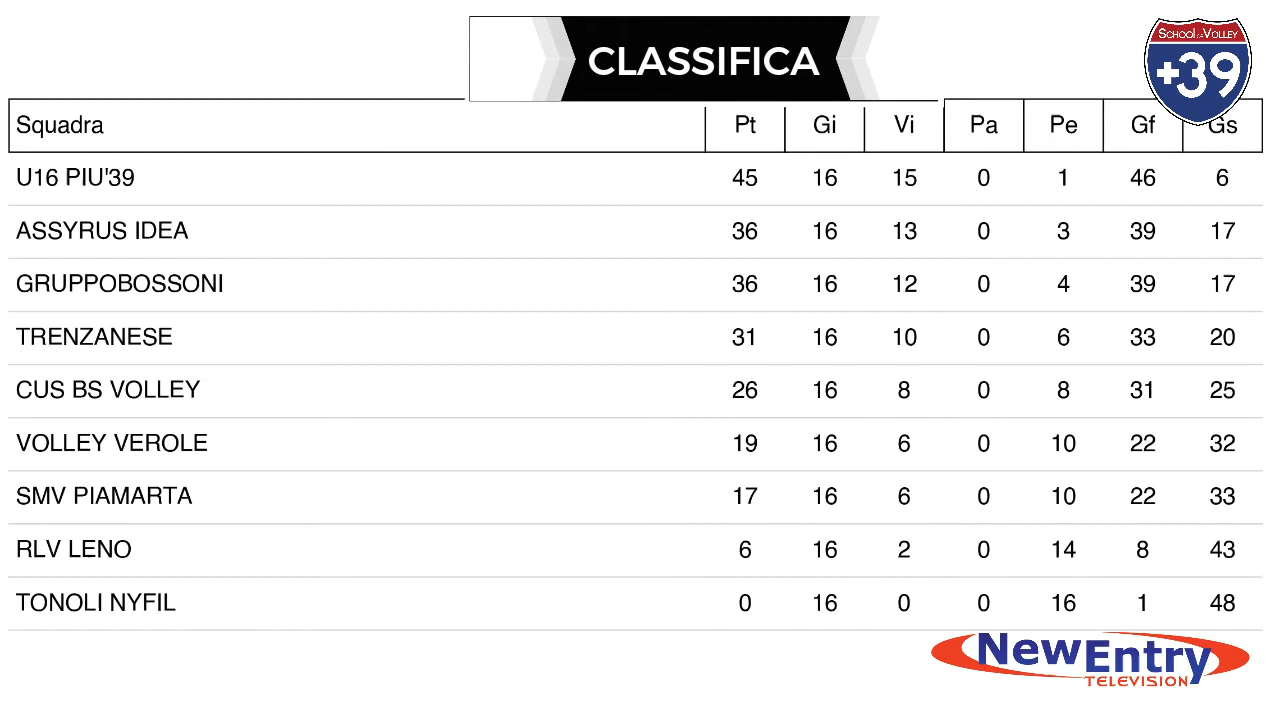 CLASSIFICA
SCHOOL of VOLLEY
+39
Squadra Pt Gi Vi Pa Pe Gf Gs
U16 PIU'39 45 16 15 0 1 46 6
ASSYRUS IDEA 36 16 13 0 3 39 17
GRUPPOBOSSONI 36 16 12 0 4 39 17
TRENZANESE 31 16 10 0 6 33 20
CUS BS VOLLEY 26 16 8 0 8 31 25
VOLLEY VEROLE 19 16 6 0 10 22 32
SMV PIAMARTA 17 16 6 0 10 22 33
RLV LENO 6 16 2 0 14 8 43
TONOLI NYFIL 0 16 0 0 16 1 48
NewEntry
TELEVISION